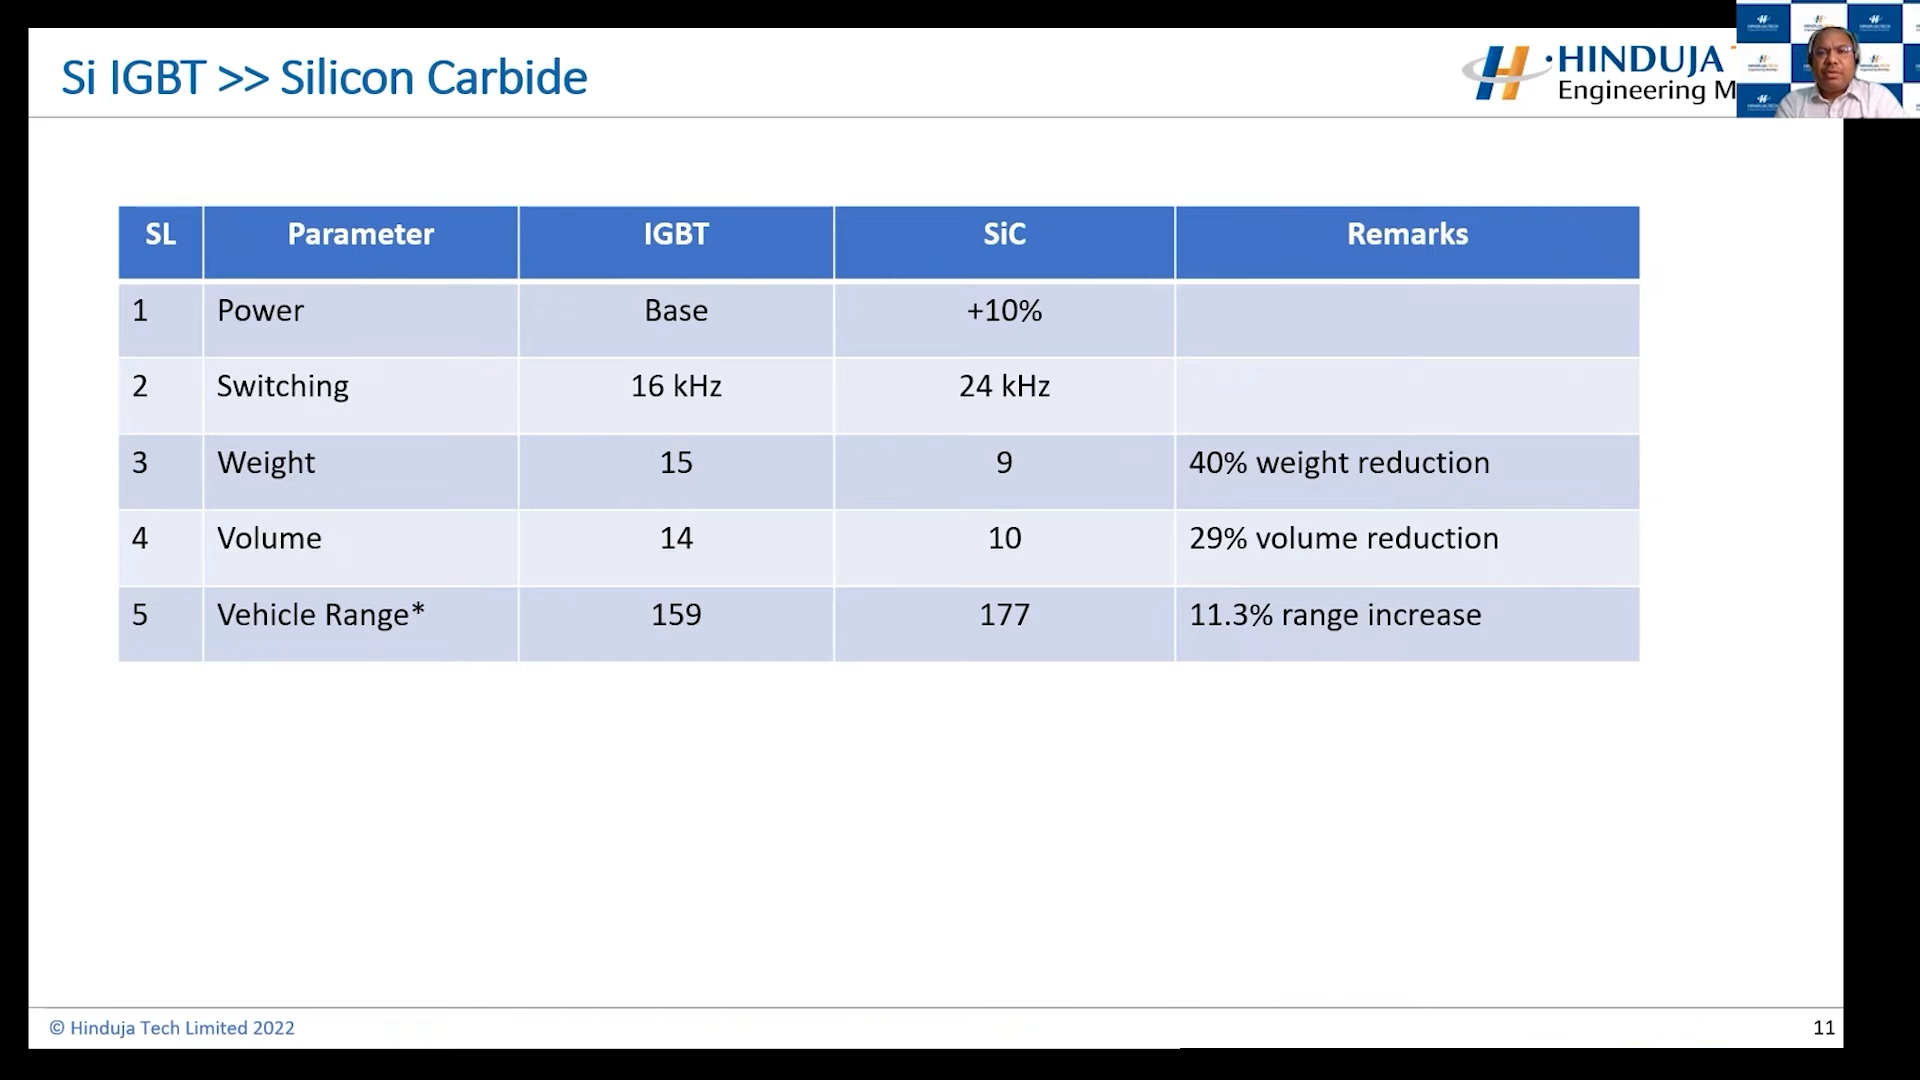 Si IGBT >> Silicon Carbide
HINDUJA
Engineering M
SL Parameter IGBT SiC Remarks
1 Power Base +10%
2 Switching 16 kHz 24 kHz
3 Weight 15 9 40% weight reduction
4 Volume 14 10 29% volume reduction
5 Vehicle Range* 159 177 11.3% range increase
© Hinduja Tech Limited 2022
11